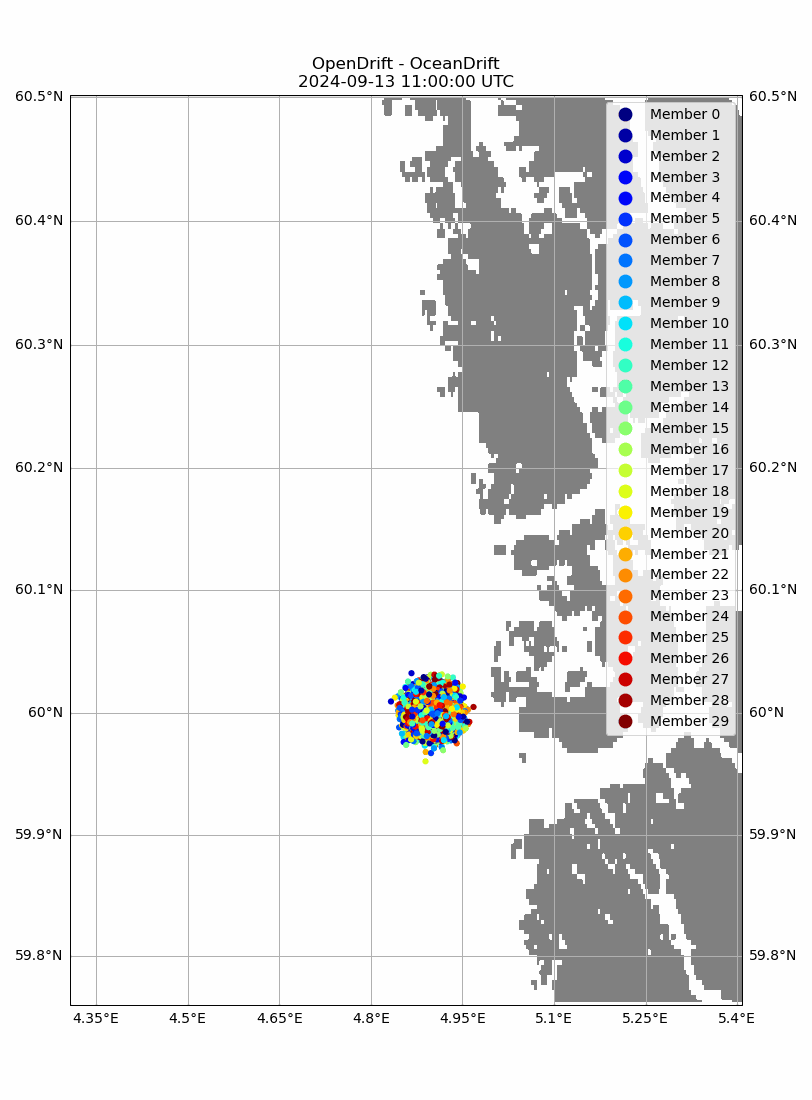 OpenDrift - OceanDrift
2024-09-13 11:00:00 UTC
60.5°N
60.5°N
Member 0
Member 1
Member 2
Member 3
Member 4
Member 5
Member 6
Member 7
Member 8
Member 9
Member 10
Member 11
Member 12
Member 13
Member 14
Member 15
Member 16
Member 17
Member 18
Member 19
Member 20
Member 21
Member 22
Member 23
Member 24
Member 25
Member 26
Member 27
Member 28
Member 29
60.4°N
60.4°N
60.3°N
60.3°N
60.2°N
60.2°N
60.1°N
60.1°N
60°N
60°N
59.9°N
59.9°N
59.8°N
59.8°N
4.35°E 4.5°E 4.65°E 4.8°E 4.95°E 5.1°E 5.25°E 5.4°E